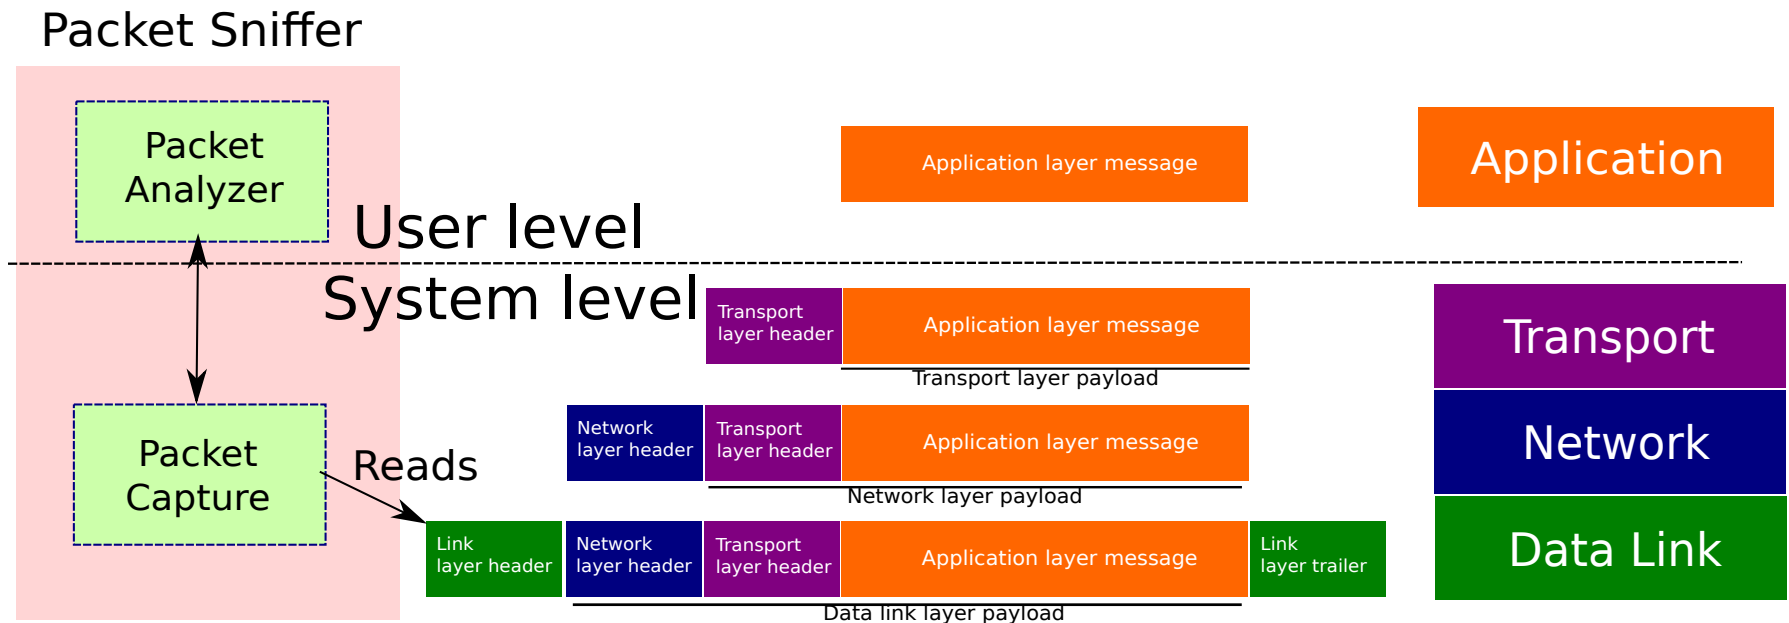 Packet Sniffer
Packet
Analyzer
Application layer message
Application
User level
System level
Transport
layer header
Application layer message
Transport layer payload
Transport
Packet
Capture
Reads
Network
layer header
Transport
layer header
Application layer message
Network layer payload
Network
Link
layer header
Network
layer header
Transport
layer header
Application layer message
Link
layer trailer
Data link layer payload
Data Link